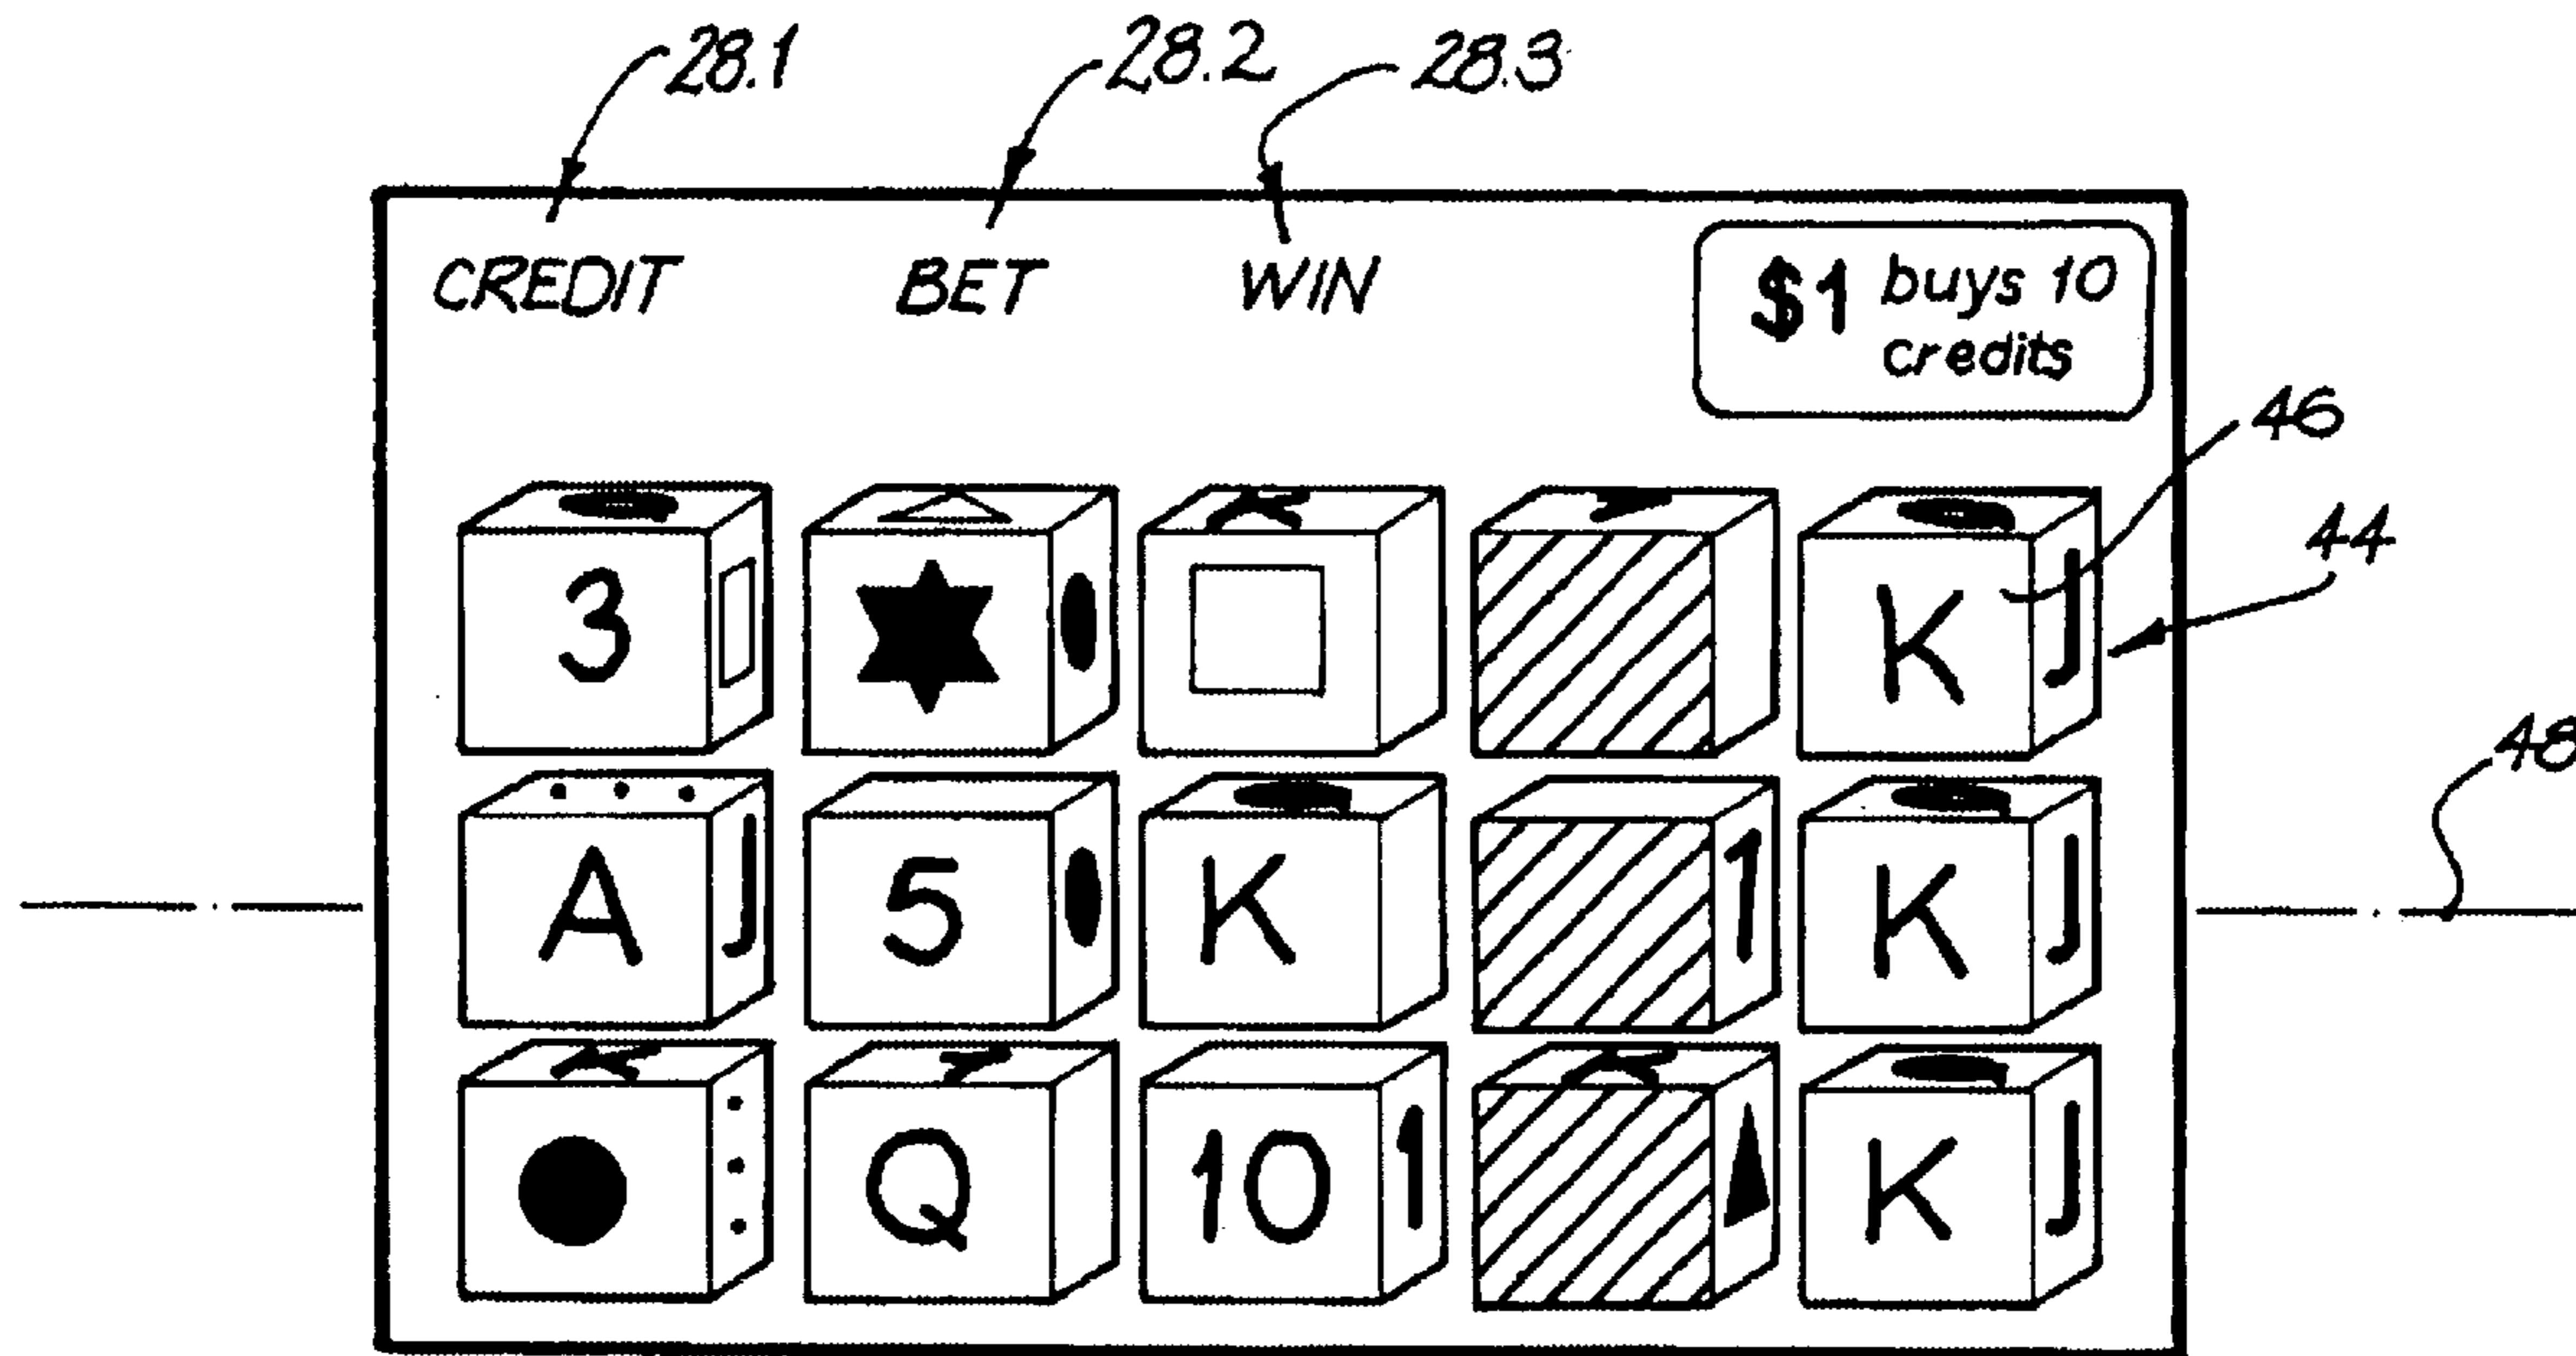 28.1 28.2 28.3
CREDIT BET WIN $1 buys 10
credits
46
44
3 K J
48
A J 5 K 1 K J
Q 10 1 K J